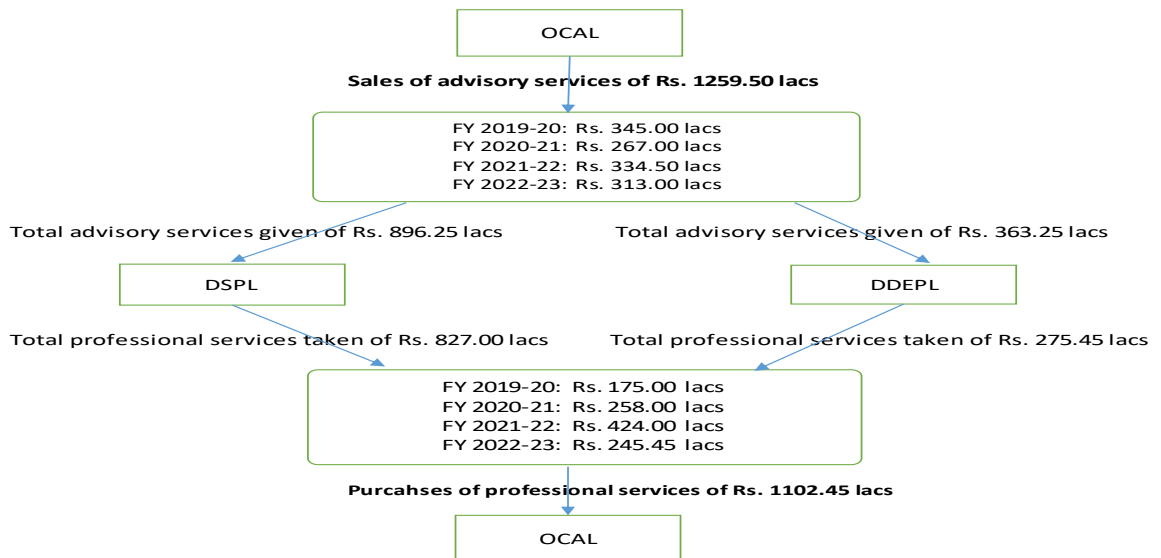 OCAL
Sales of advisory services of Rs. 1259.50 lacs
FY 2019-20: Rs. 345.00 lacs
FY 2020-21: Rs. 267.00 lacs
FY 2021-22: Rs. 334.50 lacs
FY 2022-23: Rs. 313.00 lacs
Total advisory services given of Rs. 896.25 lacs
Total advisory services given of Rs. 363.25 lacs
DSPL
DDEPL
Total professional services taken of Rs. 827.00 lacs
Total professional services taken of Rs. 275.45 lacs
FY 2019-20: Rs. 175.00 lacs
FY 2020-21: Rs. 258.00 lacs
FY 2021-22: Rs. 424.00 lacs
FY 2022-23: Rs. 245.45 lacs
Purcahses of professional services of Rs. 1102.45 lacs
OCAL